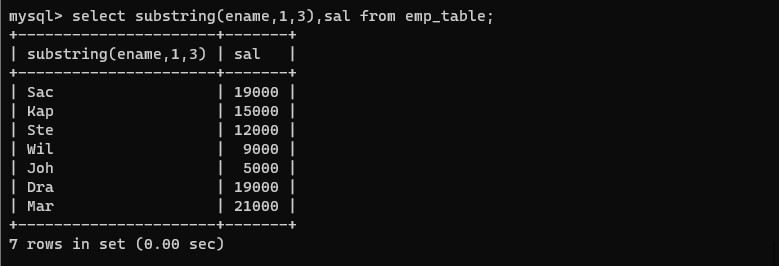 mysql> select substring(ename,1,3),sal from emp_table;
+----------------------+-------+
| substring(ename,1,3) | sal   |
+----------------------+-------+
| Sac                  | 19000 |
| Kap                  | 15000 |
| Ste                  | 12000 |
| Wil                  |  9000 |
| Joh                  |  5000 |
| Dra                  | 19000 |
| Mar                  | 21000 |
+----------------------+-------+
7 rows in set (0.00 sec)